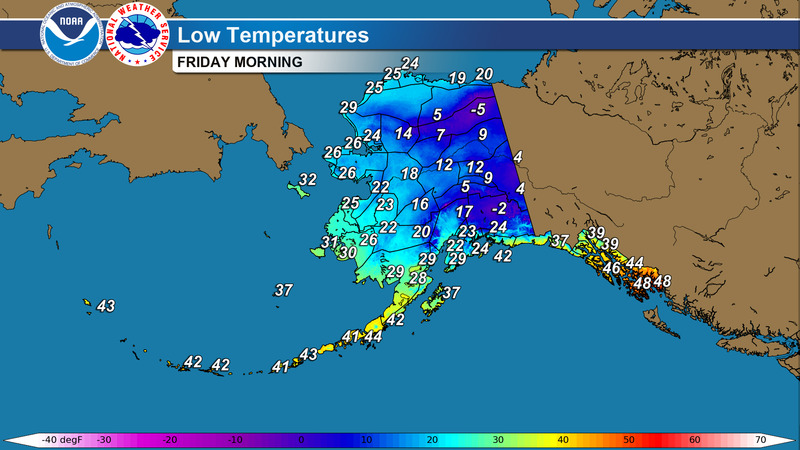 NOAA
NATIONAL WEATHER SERVICE
Low Temperatures
FRIDAY MORNING
24
25 19 20
25
29 5 -5
24 14 7 9
26
26 12 12 4
26 18 9
32 22 5 4
25 23 16 17 -2
22 20 23 24
31 26 22 24 37 39
30 29 29 42 39
29 28 46 44
37 37 48 48
43 42
41 44
43
42 42 41
-40 degF -30 -20 -10 0 10 20 30 40 50 60 70